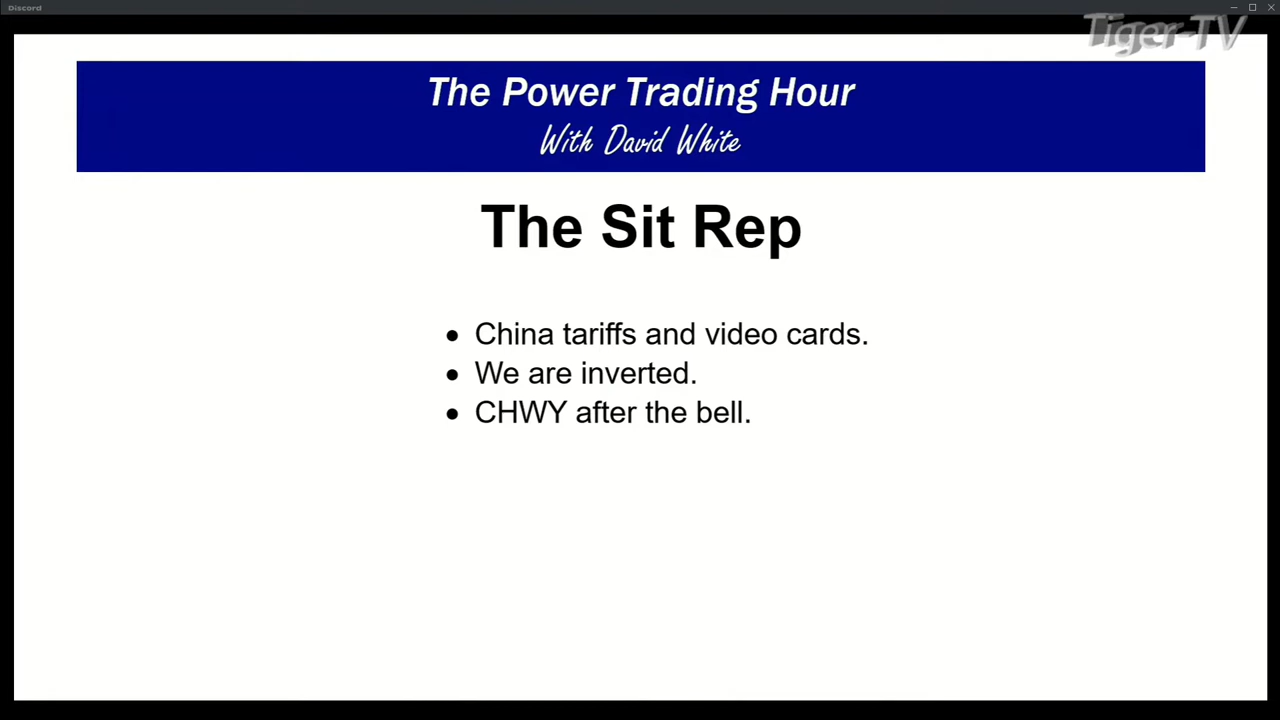 Discord
Tiger-TV
The Power Trading Hour
With David White
The Sit Rep
• China tariffs and video cards.
• We are inverted.
• CHWY after the bell.